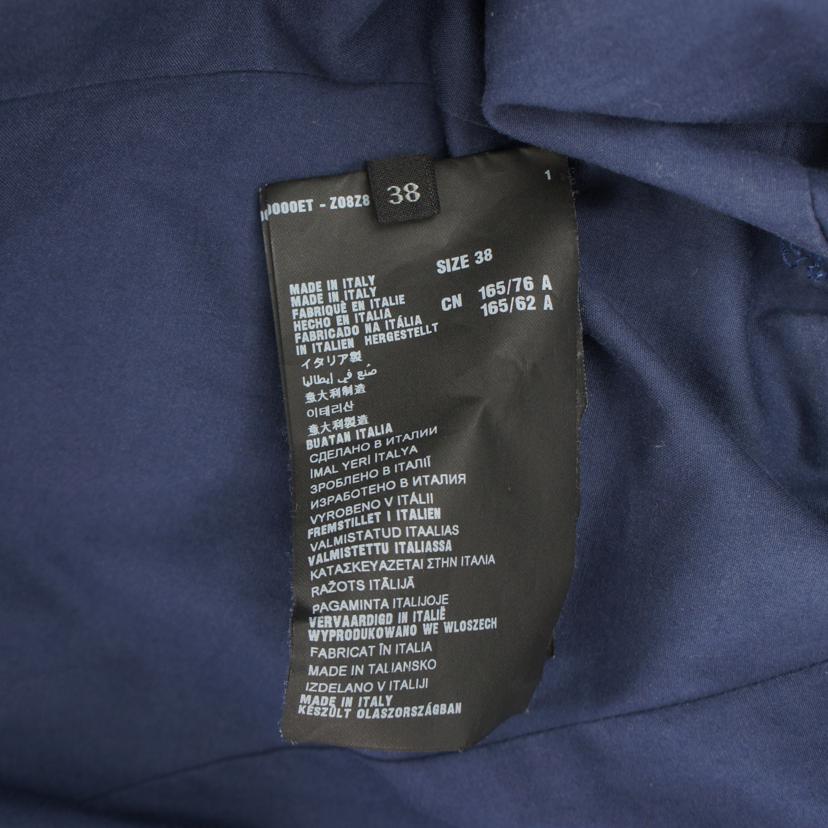 000ET - Z08Z8
38
1
SIZE 38
CN 165/76 A
165/62 A
MADE IN ITALY
MADE IN ITALY
FABRIQUÉ EN ITALIE
HECHO EN ITALIA
FABRICADO NA ITÁLIA
IN ITALIEN HERGESTELLT
イタリア製
صنع في إيطاليا
意大利制造
이태리산
意大利製造
BUATAN ITALIA
СДЕЛАНО В ИТАЛИИ
IMAL YERİ ITALYA
ЗРОБЛЕНО В ІТАЛІЇ
ИЗРАБОТЕНО В ИТАЛИЯ
VYROBENO V ITÁLII
FREMSTILLET I ITALIEN
VALMISTATUD ITAALIAS
VALMISTETTU ITALIASSA
ΚΑΤΑΣΚΕΥΑΖΕΤΑΙ ΣΤΗΝ ΙΤΑΛΙΑ
RAŽOTS ITĀLIJĀ
PAGAMINTA ITALIJOJE
VERVAARDIGD IN ITALIË
WYPRODUKOWANO WE WLOSZECH
FABRICAT ÎN ITALIA
MADE IN TALIANSKO
IZDELANO V ITALIJI
MADE IN ITALY
KÉSZÜLT OLASZORSZÁGBAN